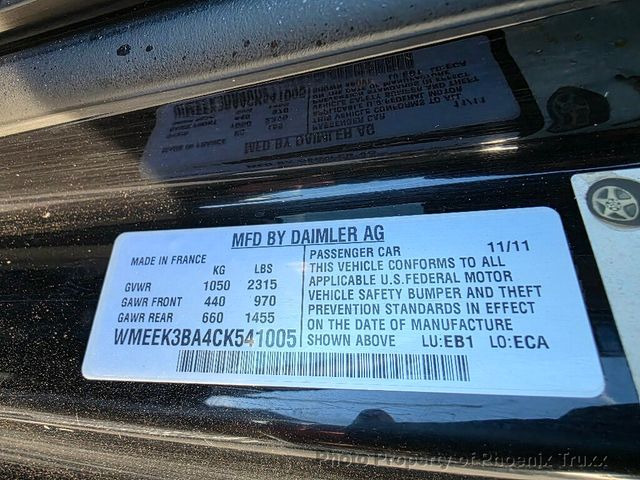 MFD BY DAIMLER AG
MADE IN FRANCE
KG LBS
GVWR 1050 2315
GAWR FRONT 440 970
GAWR REAR 660 1455
WMEEK3BA4CK541005
PASSENGER CAR 11/11
THIS VEHICLE CONFORMS TO ALL
APPLICABLE U.S.FEDERAL MOTOR
VEHICLE SAFETY BUMPER AND THEFT
PREVENTION STANDARDS IN EFFECT
ON THE DATE OF MANUFACTURE
SHOWN ABOVE LU:EB1 LO:ECA
Photo Property of Phoenix Truxx